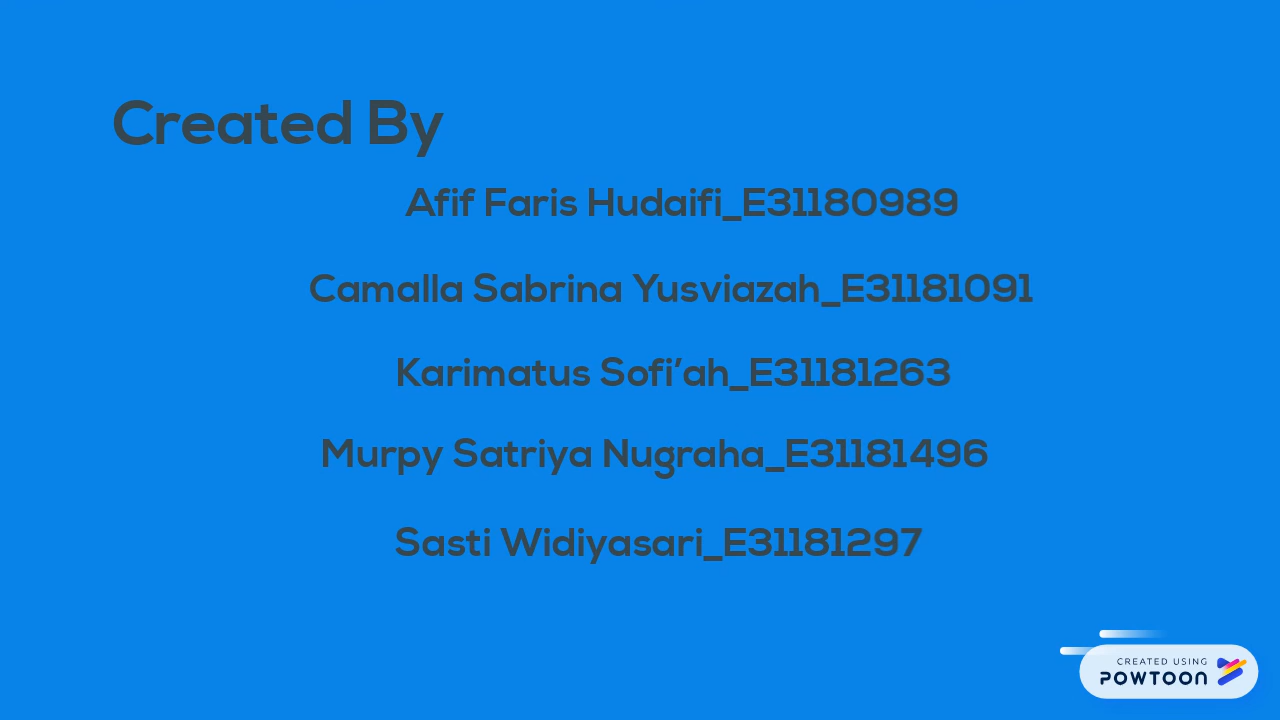 Created By
Afif Faris Hudaifi_E31180989
Camalla Sabrina Yusviazah_E31181091
Karimatus Sofi’ah_E31181263
Murpy Satriya Nugraha_E31181496
Sasti Widiyasari_E31181297
CREATED USING
POWTOON